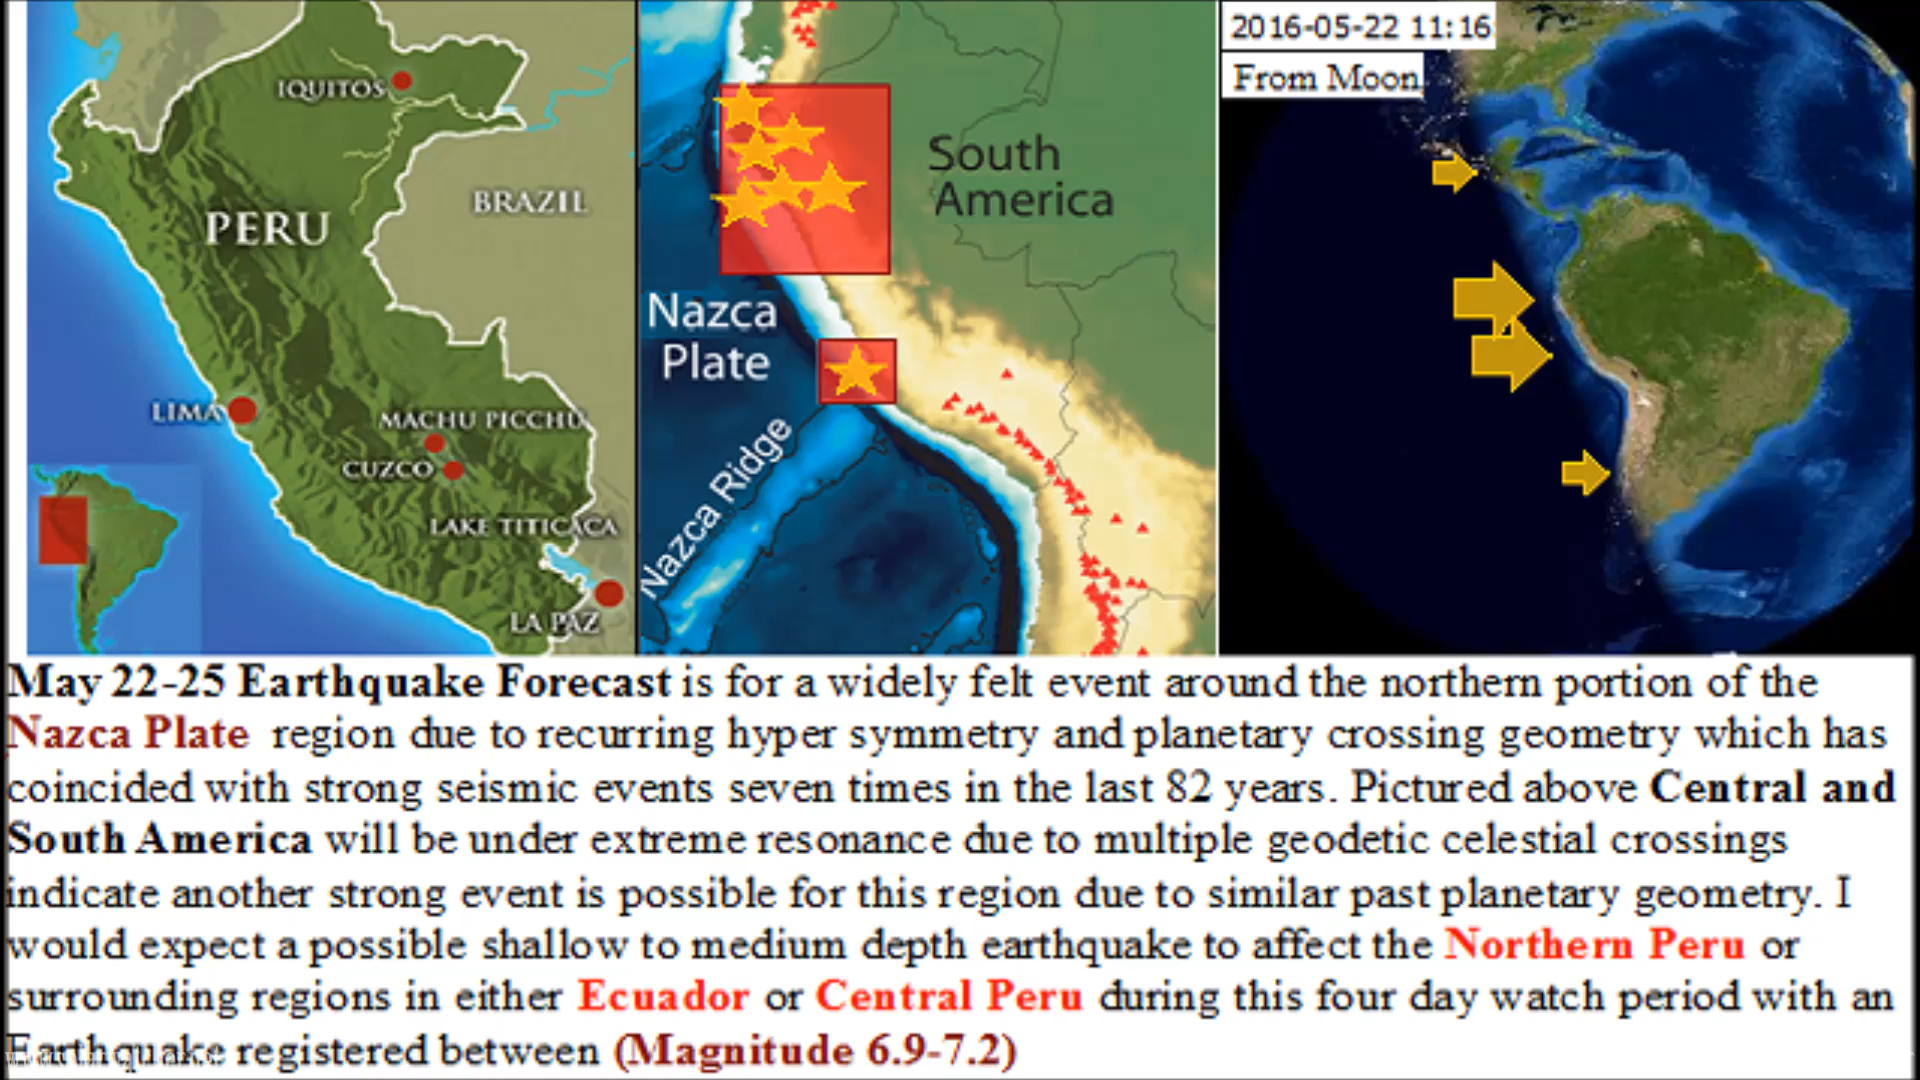 IQUITOS
PERU
BRAZIL
LIMA
MACHU PICCHU
CUZCO
LAKE TITICACA
LA PAZ
South
America
Nazca
Plate
Nazca Ridge
2016-05-22 11:16
From Moon
May 22-25 Earthquake Forecast is for a widely felt event around the northern portion of the
Nazca Plate region due to recurring hyper symmetry and planetary crossing geometry which has
coincided with strong seismic events seven times in the last 82 years. Pictured above Central and
South America will be under extreme resonance due to multiple geodetic celestial crossings
indicate another strong event is possible for this region due to similar past planetary geometry. I
would expect a possible shallow to medium depth earthquake to affect the Northern Peru or
surrounding regions in either Ecuador or Central Peru during this four day watch period with an
Earthquake registered between (Magnitude 6.9-7.2)